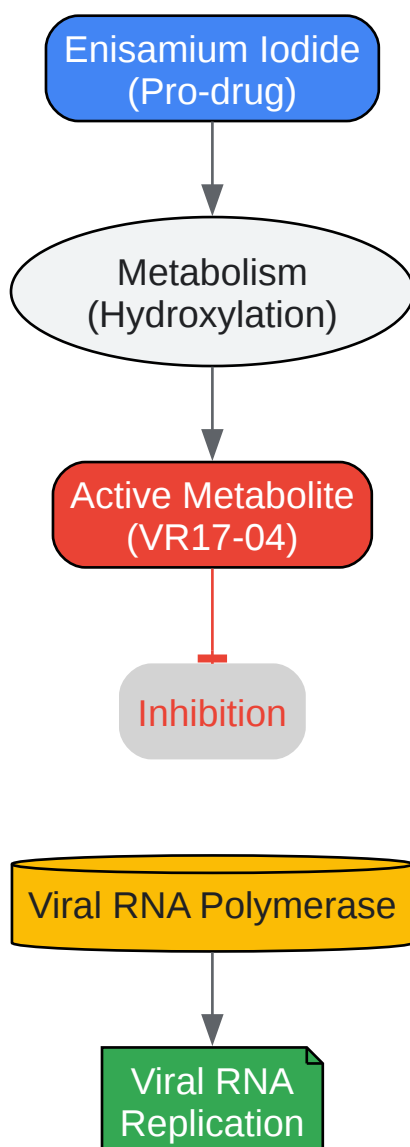 Enisamium Iodide
(Pro-drug)
Metabolism
(Hydroxylation)
Active Metabolite
(VR17-04)
Inhibition
Viral RNA Polymerase
Viral RNA
Replication